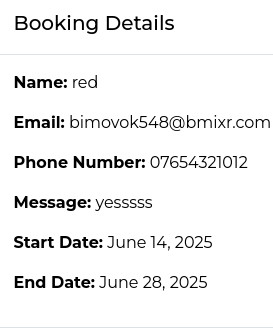 Booking Details
Name: red
Email: bimovok548@bmixr.com
Phone Number: 07654321012
Message: yesssss
Start Date: June 14, 2025
End Date: June 28, 2025